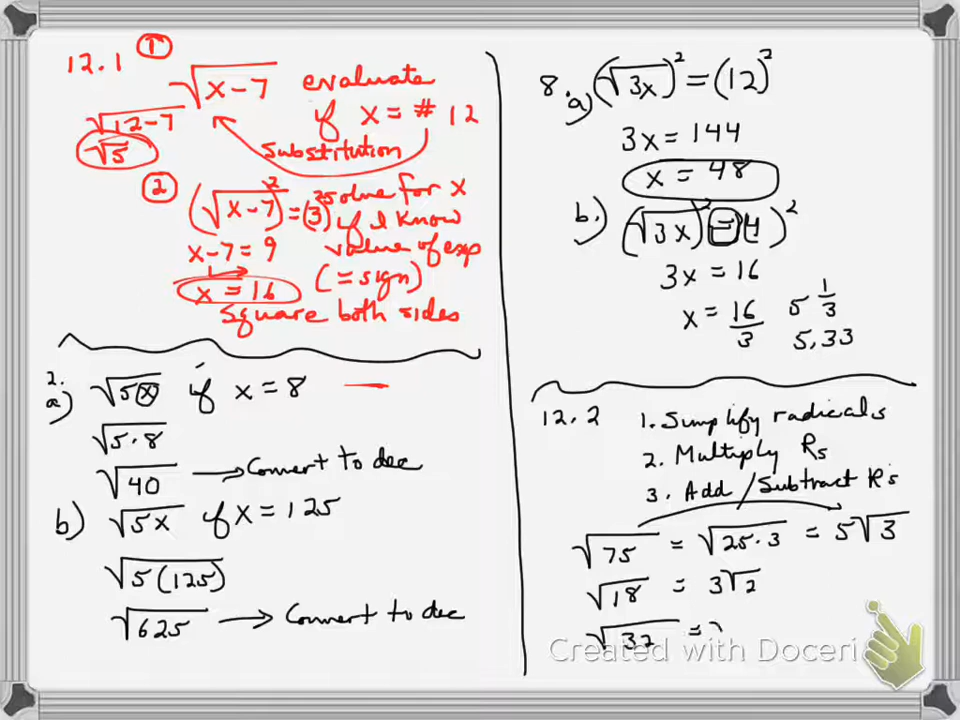 12.1 ①
√x-7 evaluate
√12-7 if x = # 12
√5 Substitution
② (√x-7)² = (3)² solve for x
if I know
x-7 = 9 value of exp
(= sign)
x = 16
Square both sides
2.
a) √5x if x = 8
√5·8
√40 → Convert to dec
b) √5x if x = 125
√5(125)
√625 → Convert to dec
8. a) (√3x)² = (12)²
3x = 144
x = 48
b.) (√3x)² = (4)²
3x = 16
x = 16/3 5 1/3
5.33
12.2 1. Simplify radicals
2. Multiply Rs
3. Add/Subtract Rs
√75 = √25·3 = 5√3
√18 = 3√2
√32 =
Created with Doceri